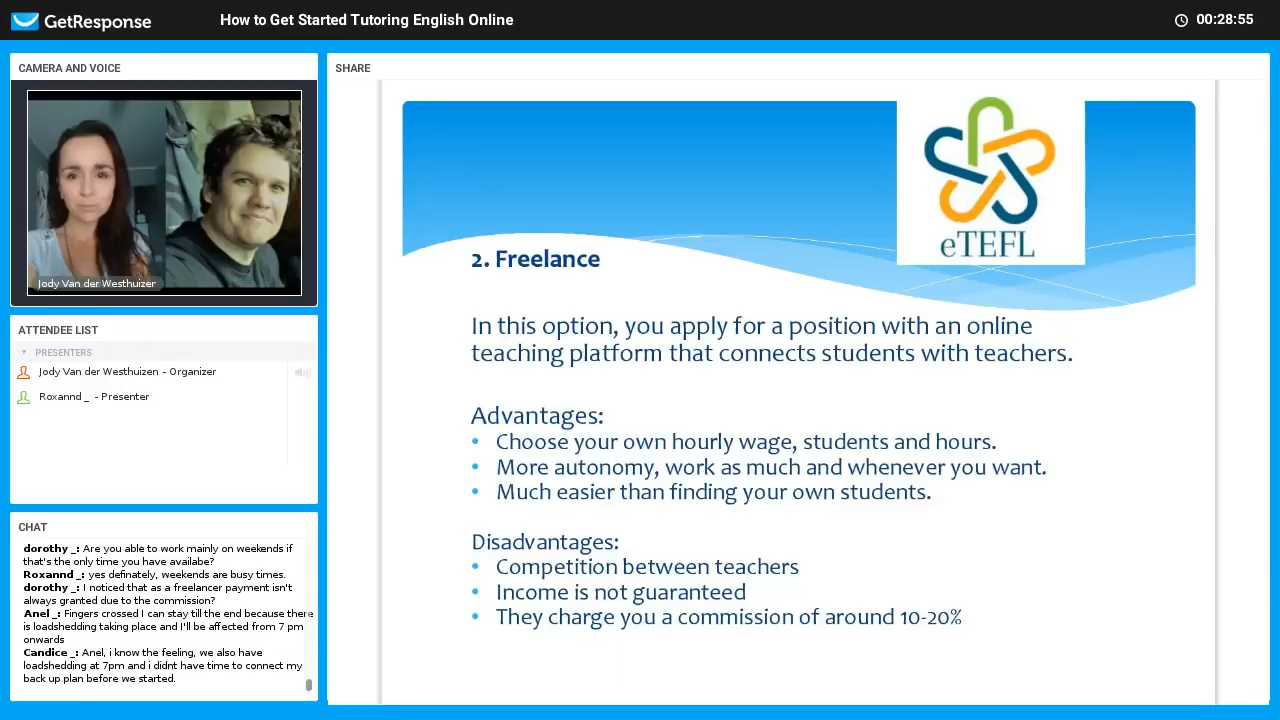 GetResponse
How to Get Started Tutoring English Online
00:28:55
CAMERA AND VOICE
Jody Van der Westhuizer
ATTENDEE LIST
PRESENTERS
Jody Van der Westhuizen - Organizer
Roxannd _ - Presenter
CHAT
dorothy _: Are you able to work mainly on weekends if
that's the only time you have availabe?
Roxannd _: yes definately, weekends are busy times.
dorothy _: I noticed that as a freelancer payment isn't
always granted due to the commission?
Anel _: Fingers crossed I can stay till the end because there
is loadshedding taking place and I'll be affected from 7 pm
onwards
Candice _: Anel, i know the feeling, we also have
loadshedding at 7pm and i didnt have time to connect my
back up plan before we started.
SHARE
eTEFL
2. Freelance
In this option, you apply for a position with an online
teaching platform that connects students with teachers.
Advantages:
• Choose your own hourly wage, students and hours.
• More autonomy, work as much and whenever you want.
• Much easier than finding your own students.
Disadvantages:
• Competition between teachers
• Income is not guaranteed
• They charge you a commission of around 10-20%